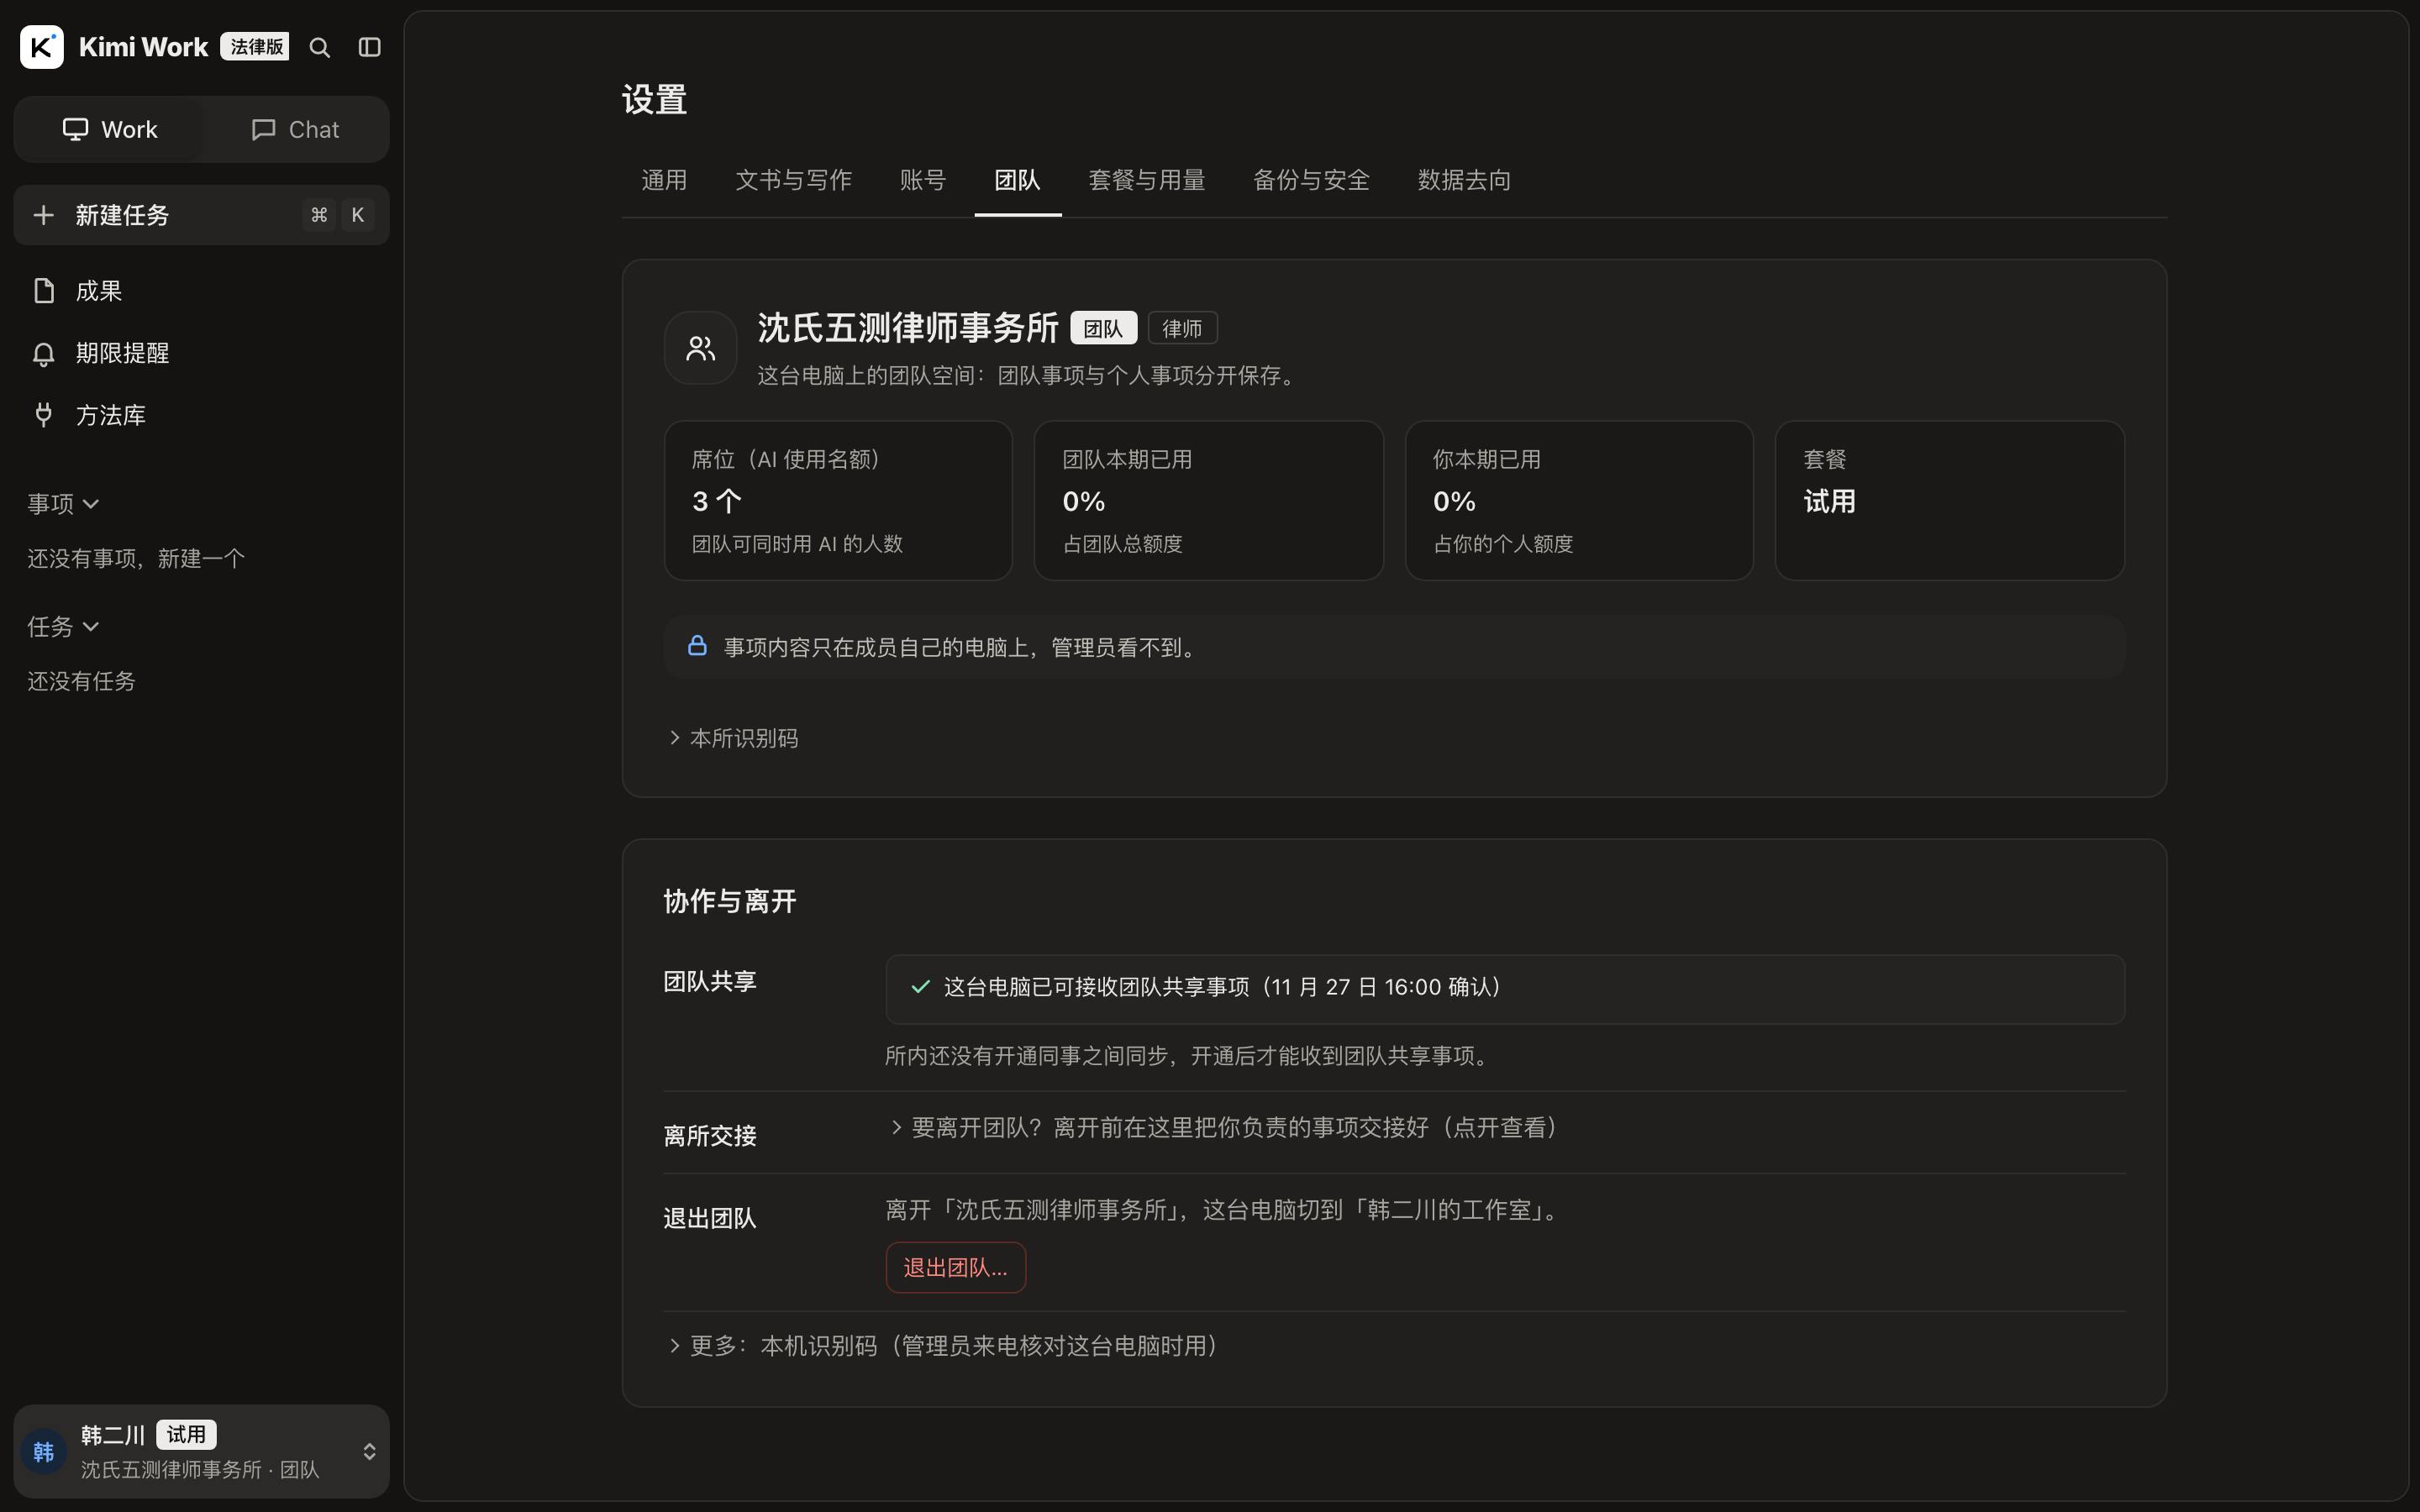 Kimi Work 法律版
Work
Chat
新建任务 ⌘ K
成果
期限提醒
方法库
事项
还没有事项，新建一个
任务
还没有任务
韩 韩二川 试用
沈氏五测律师事务所 · 团队
设置
通用 文书与写作 账号 团队 套餐与用量 备份与安全 数据去向
沈氏五测律师事务所 团队 律师
这台电脑上的团队空间：团队事项与个人事项分开保存。
席位（AI 使用名额）
3 个
团队可同时用 AI 的人数
团队本期已用
0%
占团队总额度
你本期已用
0%
占你的个人额度
套餐
试用
事项内容只在成员自己的电脑上，管理员看不到。
本所识别码
协作与离开
团队共享
这台电脑已可接收团队共享事项（11 月 27 日 16:00 确认）
所内还没有开通同事之间同步，开通后才能收到团队共享事项。
离所交接
要离开团队？离开前在这里把你负责的事项交接好（点开查看）
退出团队
离开「沈氏五测律师事务所」，这台电脑切到「韩二川的工作室」。
退出团队...
更多：本机识别码（管理员来电核对这台电脑时用）